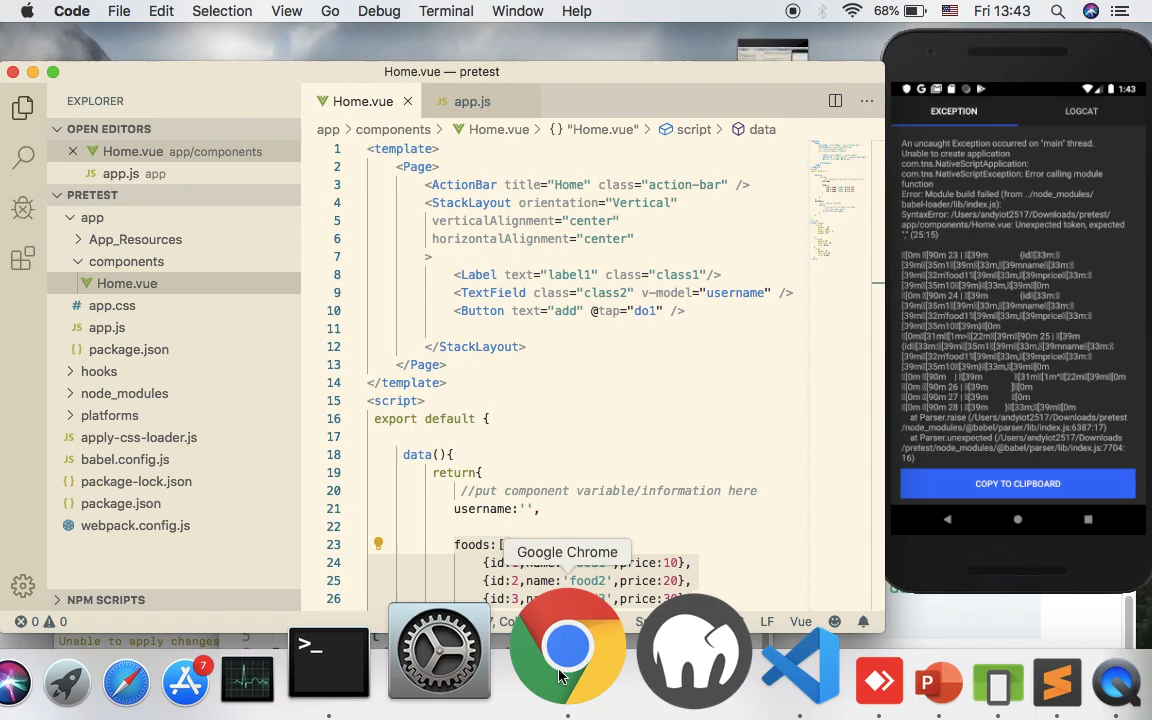 Code File Edit Selection View Go Debug Terminal Window Help 68% Fri 13:43
Home.vue — pretest
EXPLORER
OPEN EDITORS
Home.vue app/components
app.js app
PRETEST
app
App_Resources
components
Home.vue
app.css
app.js
package.json
hooks
node_modules
platforms
apply-css-loader.js
babel.config.js
package-lock.json
package.json
webpack.config.js
NPM SCRIPTS
0 0
Home.vue app.js
app > components > Home.vue > {} "Home.vue" > script > data
1 <template>
2 <Page>
3 <ActionBar title="Home" class="action-bar" />
4 <StackLayout orientation="Vertical"
5 verticalAlignment="center"
6 horizontalAlignment="center"
7 >
8 <Label text="label1" class="class1"/>
9 <TextField class="class2" v-model="username" />
10 <Button text="add" @tap="do1" />
11
12 </StackLayout>
13 </Page>
14 </template>
15 <script>
16 export default {
17
18 data(){
19 return{
20 //put component variable/information here
21 username:'',
22
23 foods:[
24 price:10},
25 {id:2,name:'food2',price:20},
26 {id:3,
LF Vue
Google Chrome
Unable to apply changes
7
1:43
EXCEPTION LOGCAT
An uncaught Exception occurred on "main" thread.
Unable to create application
com.tns.NativeScriptApplication:
com.tns.NativeScriptException: Error calling module
function
Error: Module build failed (from ../node_modules/
babel-loader/lib/index.js):
SyntaxError: /Users/andyiot2517/Downloads/pretest/
app/components/Home.vue: Unexpected token, expected
"," (25:15)
at Parser.raise (/Users/andyiot2517/Downloads/pretest
/node_modules/@babel/parser/lib/index.js:6387:17)
at Parser.unexpected (/Users/andyiot2517/Downloads
/pretest/node_modules/@babel/parser/lib/index.js:7704:
16)
COPY TO CLIPBOARD